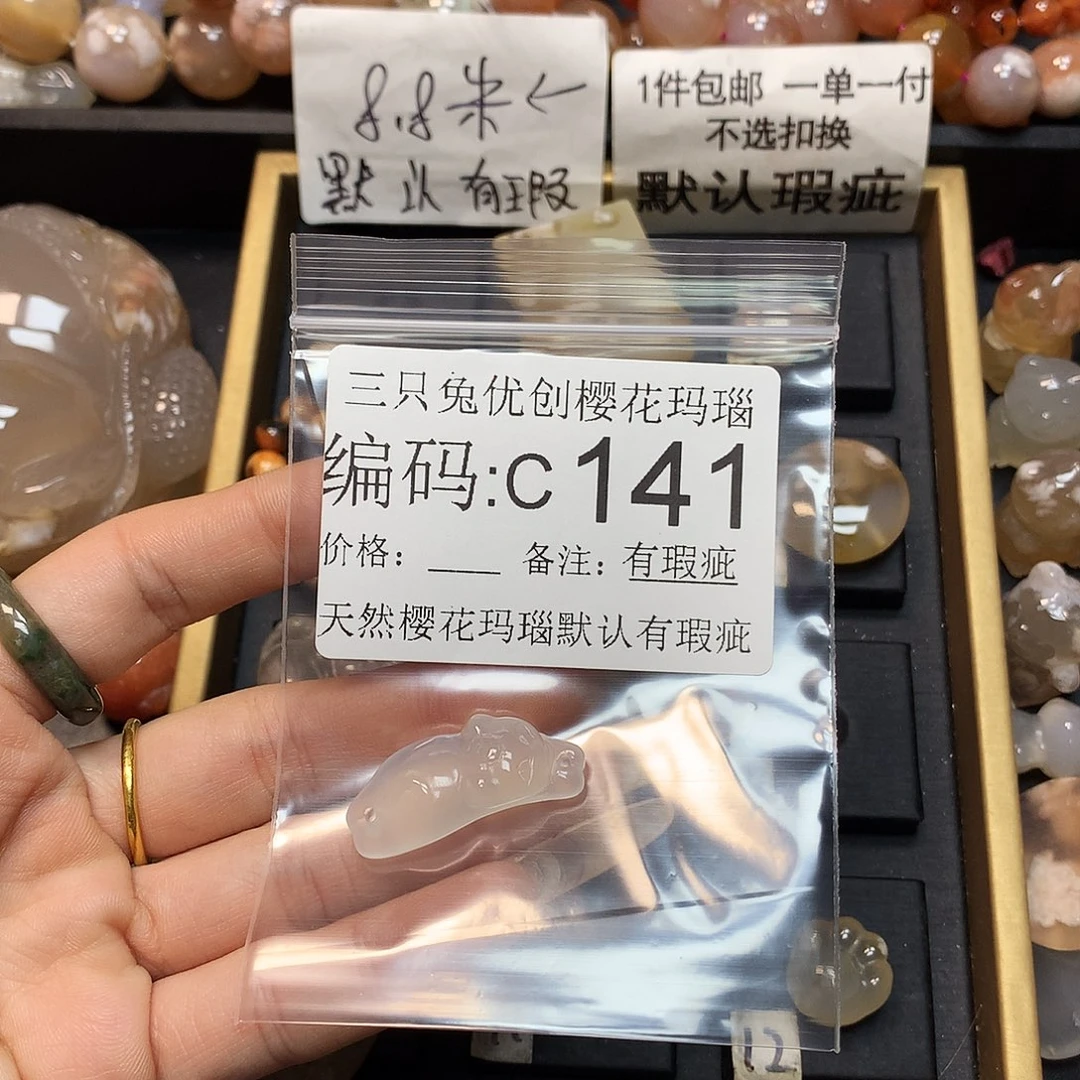 8.8米←
默认有瑕
1件包邮 一单一付
不选扣换
默认瑕疵
三只兔优创樱花玛瑙
编码:C141
价格：____ 备注：有瑕疵
天然樱花玛瑙默认有瑕疵
12